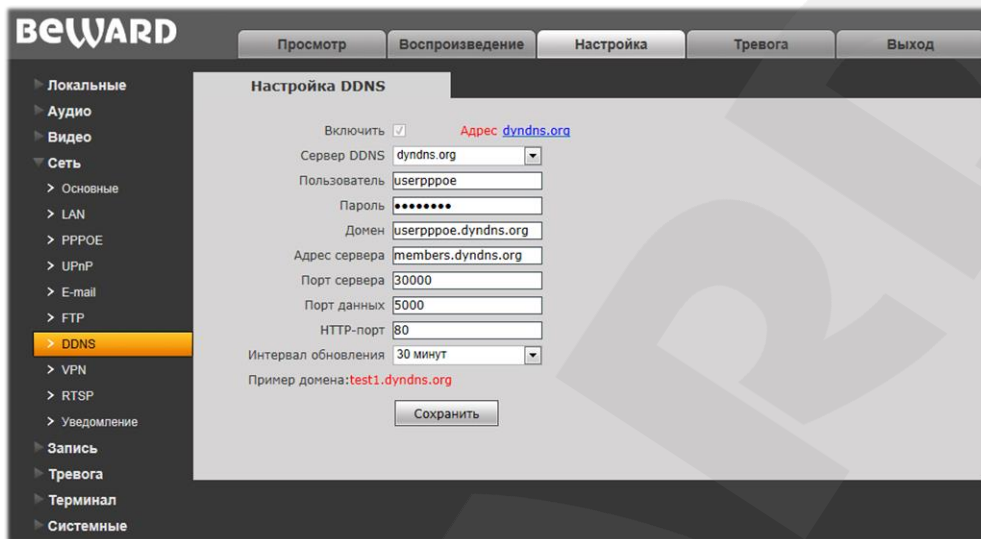 BEWARD
Просмотр
Воспроизведение
Настройка
Тревога
Выход
Локальные
Аудио
Видео
Сеть
Основные
LAN
PPPOE
UPnP
E-mail
FTP
DDNS
VPN
RTSP
Уведомление
Запись
Тревога
Терминал
Системные
Настройка DDNS
Включить Адрес dyndns.org
Сервер DDNS dyndns.org
Пользователь userpppoe
Пароль ••••••••
Домен userpppoe.dyndns.org
Адрес сервера members.dyndns.org
Порт сервера 30000
Порт данных 5000
HTTP-порт 80
Интервал обновления 30 минут
Пример домена:test1.dyndns.org
Сохранить